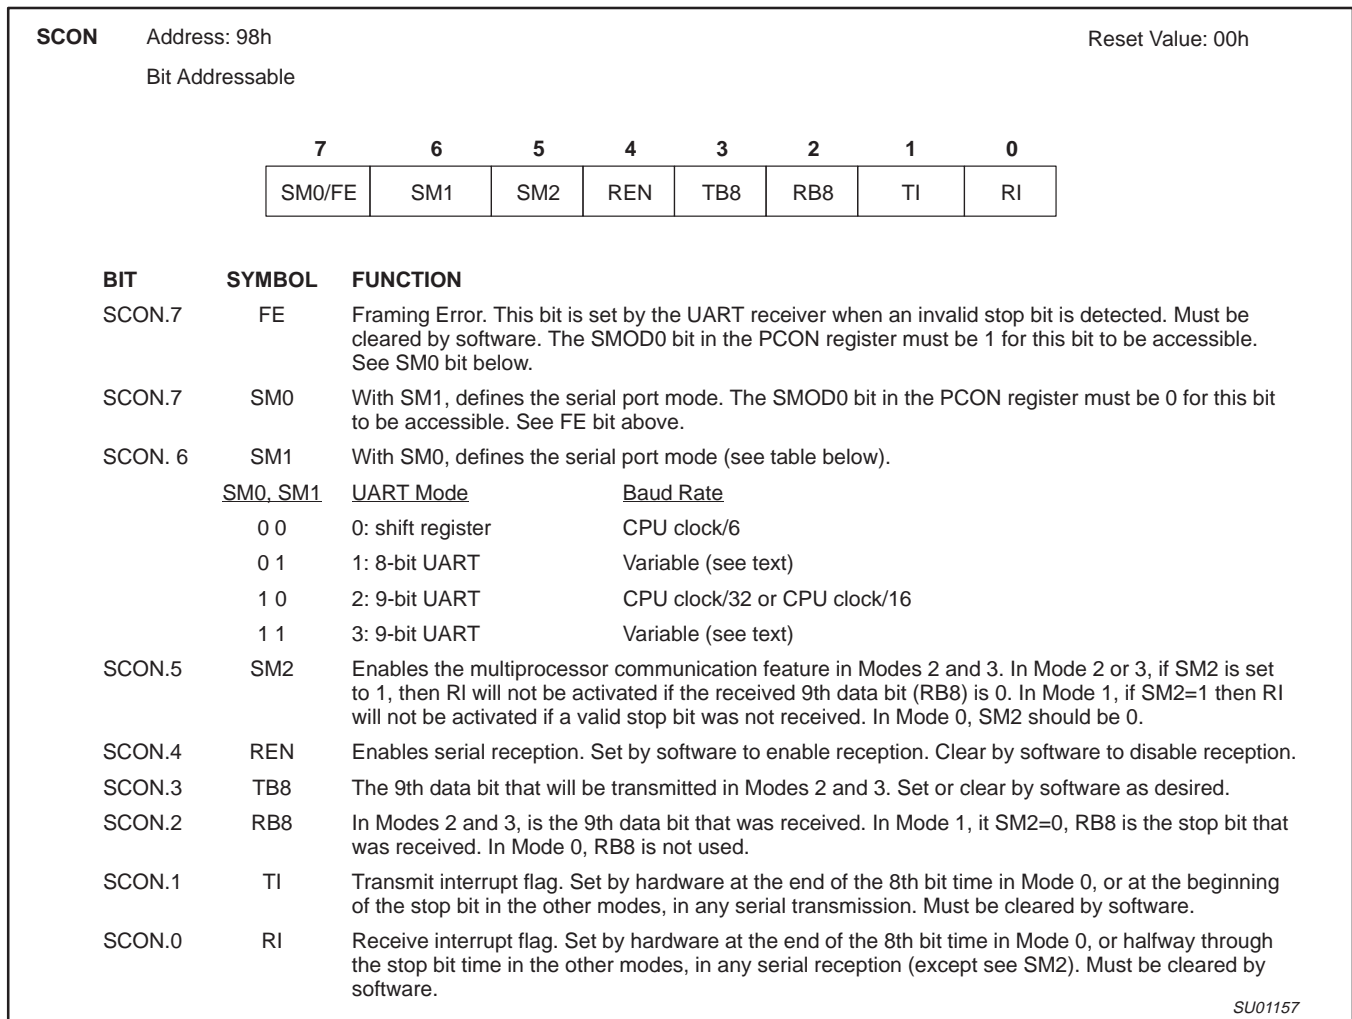 SCON Address: 98h Reset Value: 00h
Bit Addressable
7 6 5 4 3 2 1 0
SM0/FE SM1 SM2 REN TB8 RB8 TI RI
BIT SYMBOL FUNCTION
SCON.7 FE Framing Error. This bit is set by the UART receiver when an invalid stop bit is detected. Must be
cleared by software. The SMOD0 bit in the PCON register must be 1 for this bit to be accessible.
See SM0 bit below.
SCON.7 SM0 With SM1, defines the serial port mode. The SMOD0 bit in the PCON register must be 0 for this bit
to be accessible. See FE bit above.
SCON. 6 SM1 With SM0, defines the serial port mode (see table below).
SM0, SM1 UART Mode Baud Rate
0 0 0: shift register CPU clock/6
0 1 1: 8-bit UART Variable (see text)
1 0 2: 9-bit UART CPU clock/32 or CPU clock/16
1 1 3: 9-bit UART Variable (see text)
SCON.5 SM2 Enables the multiprocessor communication feature in Modes 2 and 3. In Mode 2 or 3, if SM2 is set
to 1, then RI will not be activated if the received 9th data bit (RB8) is 0. In Mode 1, if SM2=1 then RI
will not be activated if a valid stop bit was not received. In Mode 0, SM2 should be 0.
SCON.4 REN Enables serial reception. Set by software to enable reception. Clear by software to disable reception.
SCON.3 TB8 The 9th data bit that will be transmitted in Modes 2 and 3. Set or clear by software as desired.
SCON.2 RB8 In Modes 2 and 3, is the 9th data bit that was received. In Mode 1, it SM2=0, RB8 is the stop bit that
was received. In Mode 0, RB8 is not used.
SCON.1 TI Transmit interrupt flag. Set by hardware at the end of the 8th bit time in Mode 0, or at the beginning
of the stop bit in the other modes, in any serial transmission. Must be cleared by software.
SCON.0 RI Receive interrupt flag. Set by hardware at the end of the 8th bit time in Mode 0, or halfway through
the stop bit time in the other modes, in any serial reception (except see SM2). Must be cleared by
software.
SU01157